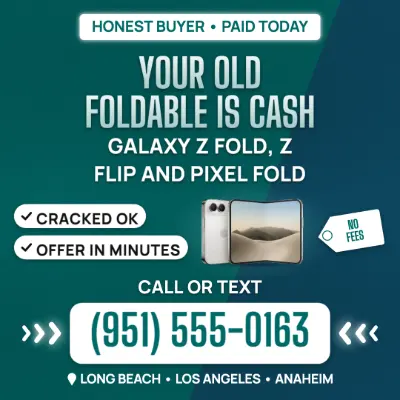 HONEST BUYER • PAID TODAY
YOUR OLD
FOLDABLE IS CASH
GALAXY Z FOLD, Z
FLIP AND PIXEL FOLD
CRACKED OK
OFFER IN MINUTES
NO
FEES
CALL OR TEXT
(951) 555-0163
LONG BEACH • LOS ANGELES • ANAHEIM